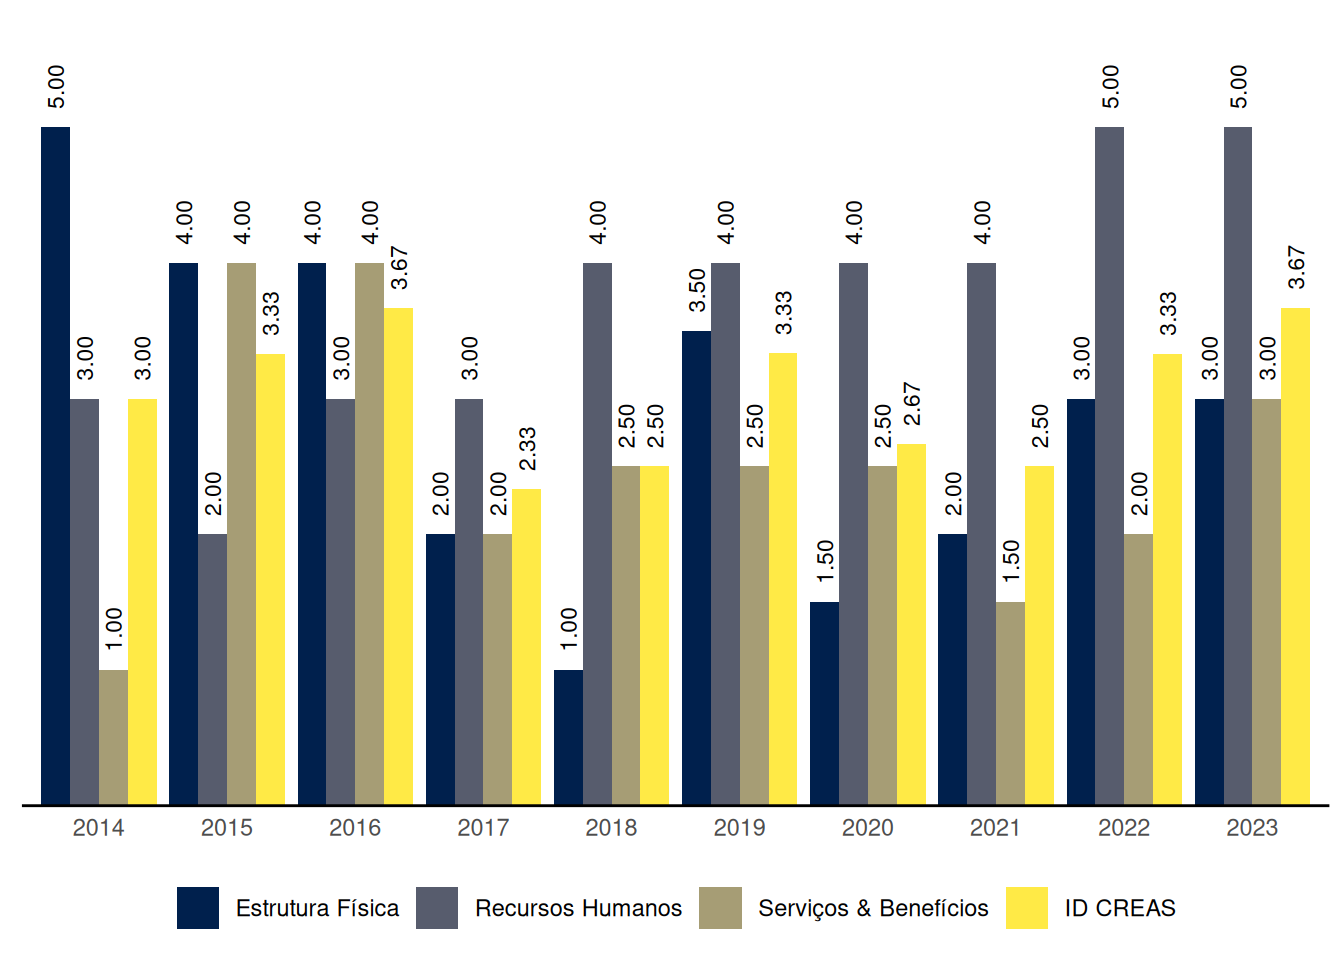 5.00 3.00 1.00 3.00
4.00 2.00 4.00 3.33
4.00 3.00 4.00 3.67
2.00 3.00 2.00 2.33
1.00 4.00 2.50 2.50
3.50 4.00 2.50 3.33
1.50 4.00 2.50 2.67
2.00 4.00 1.50 2.50
3.00 5.00 2.00 3.33
3.00 5.00 3.00 3.67
2014 2015 2016 2017 2018 2019 2020 2021 2022 2023
Estrutura Física Recursos Humanos Serviços & Benefícios ID CREAS